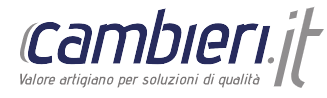 cambieri.it
Valore artigiano per soluzioni di qualità